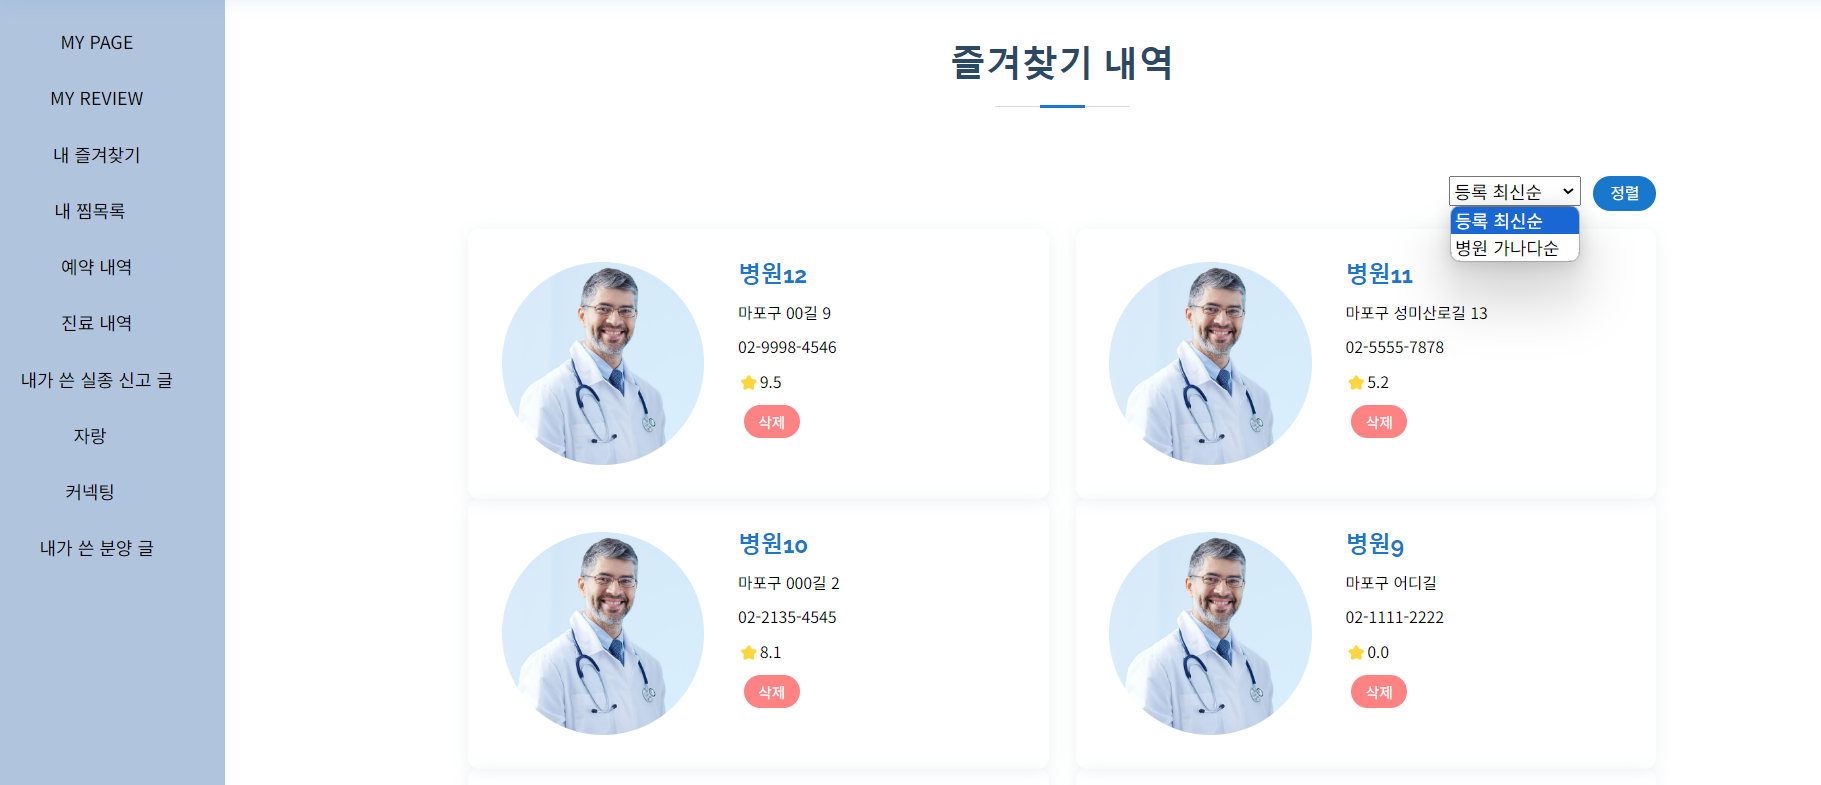 MY PAGE
MY REVIEW
내 즐겨찾기
내 찜목록
예약 내역
진료 내역
내가 쓴 실종 신고 글
자랑
커넥팅
내가 쓴 분양 글
즐겨찾기 내역
등록 최신순
정렬
등록 최신순
병원 가나다순
병원12
마포구 00길 9
02-9998-4546
9.5
삭제
병원11
마포구 성미산로길 13
02-5555-7878
5.2
삭제
병원10
마포구 000길 2
02-2135-4545
8.1
삭제
병원9
마포구 어디길
02-1111-2222
0.0
삭제